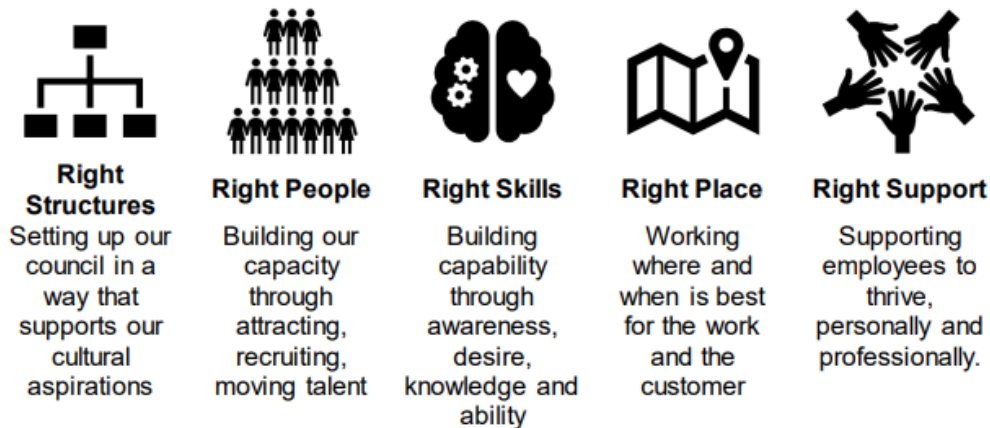 Right
Structures
Setting up our
council in a
way that
supports our
cultural
aspirations
Right People
Building our
capacity
through
attracting,
recruiting,
moving talent
Right Skills
Building
capability
through
awareness,
desire,
knowledge and
ability
Right Place
Working
where and
when is best
for the work
and the
customer
Right Support
Supporting
employees to
thrive,
personally and
professionally.